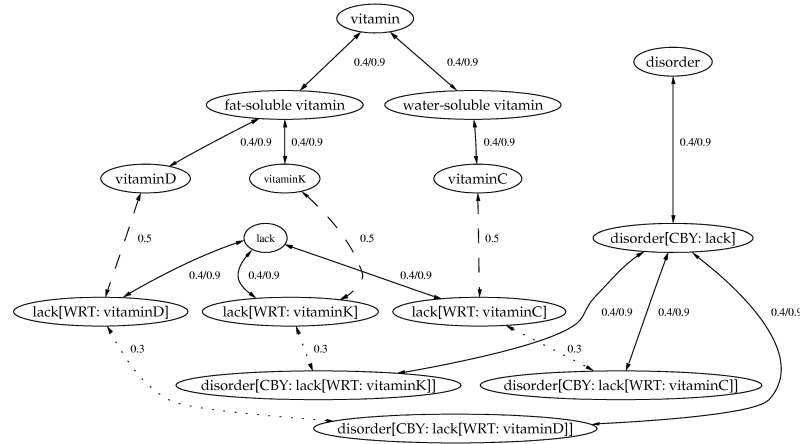 vitamin
0.4/0.9
0.4/0.9
disorder
fat-soluble vitamin
water-soluble vitamin
0.4/0.9
0.4/0.9
0.4/0.9
0.4/0.9
vitaminD
vitaminK
vitaminC
0.5
lack
0.5
0.5
disorder[CBY: lack]
0.4/0.9
0.4/0.9
0.4/0.9
lack[WRT: vitaminD]
lack[WRT: vitaminK]
lack[WRT: vitaminC]
0.4/0.9
0.4/0.9
0.4/0.9
0.3
0.3
0.3
disorder[CBY: lack[WRT: vitaminK]]
disorder[CBY: lack[WRT: vitaminC]]
disorder[CBY: lack[WRT: vitaminD]]